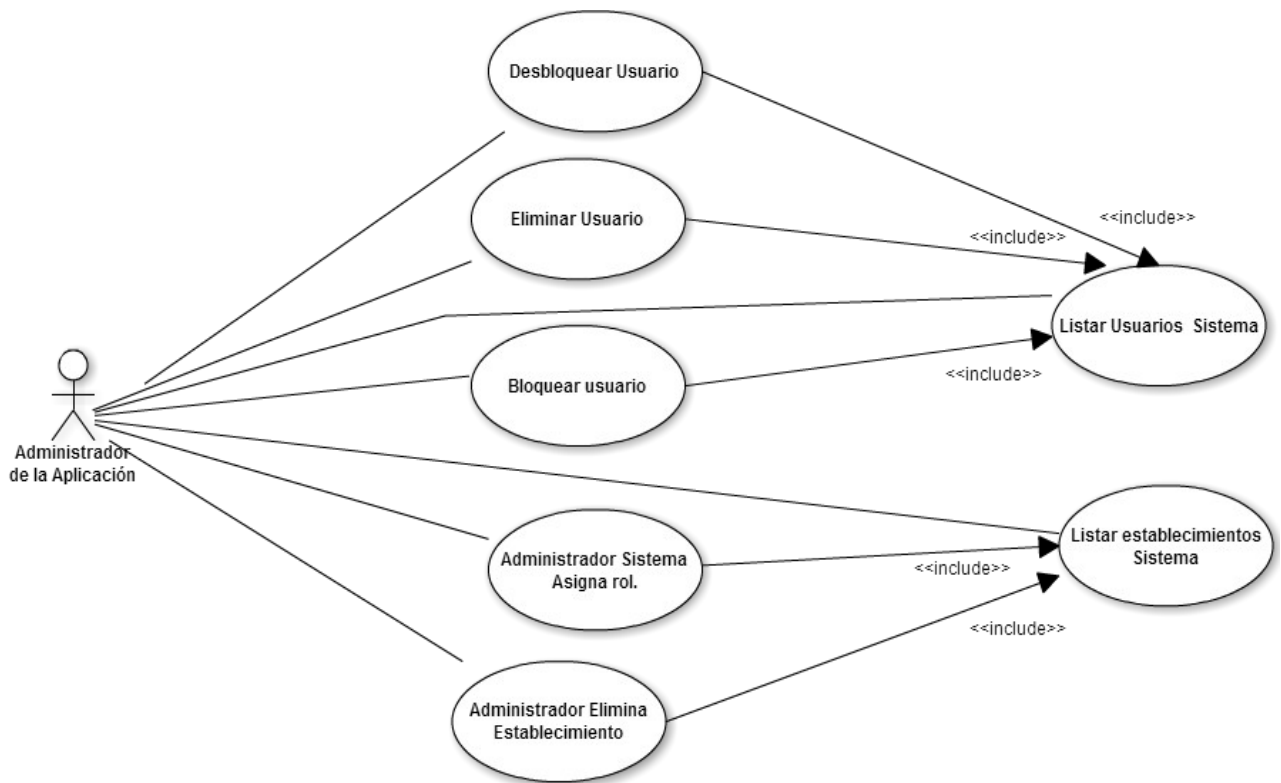 Desbloquear Usuario
Eliminar Usuario
<<include>>
<<include>>
Listar Usuarios Sistema
Bloquear usuario
<<include>>
Administrador
de la Aplicación
Listar establecimientos
Sistema
Administrador Sistema
Asigna rol.
<<include>>
<<include>>
Administrador Elimina
Establecimiento